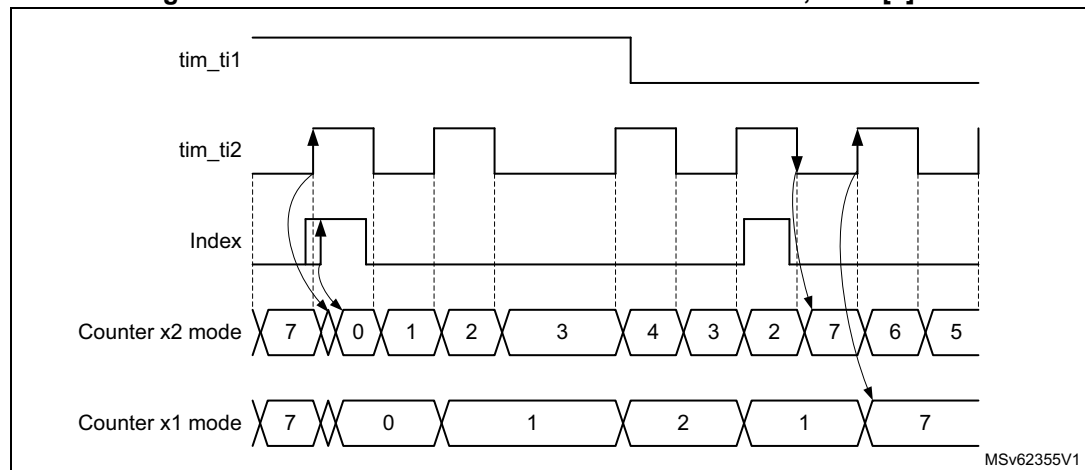 tim_ti1
tim_ti2
Index
Counter x2 mode 7 0 1 2 3 4 3 2 7 6 5
Counter x1 mode 7 0 1 2 1 7
MSv62355V1